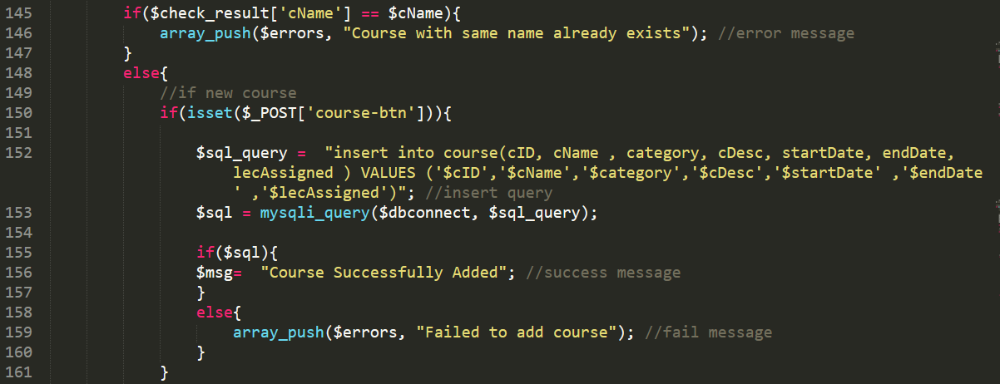 145 if($check_result['cName'] == $cName){
146 array_push($errors, "Course with same name already exists"); //error message
147 }
148 else{
149 //if new course
150 if(isset($_POST['course-btn'])){
151
152 $sql_query =  "insert into course(cID, cName , category, cDesc, startDate, endDate,
lecAssigned ) VALUES ('$cID','$cName','$category','$cDesc','$startDate' ,'$endDate
' ,'$lecAssigned')"; //insert query
153 $sql = mysqli_query($dbconnect, $sql_query);
154
155 if($sql){
156 $msg=  "Course Successfully Added"; //success message
157 }
158 else{
159 array_push($errors, "Failed to add course"); //fail message
160 }
161 }